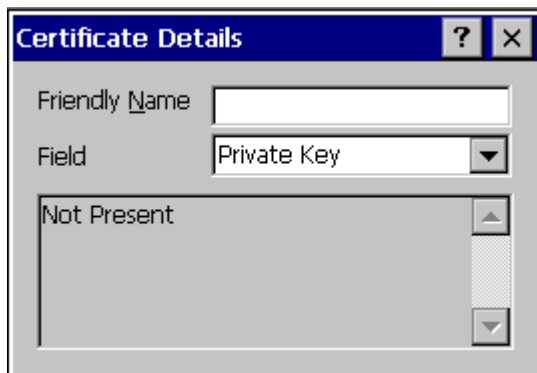 Certificate Details ? ×
Friendly Name
Field Private Key
Not Present